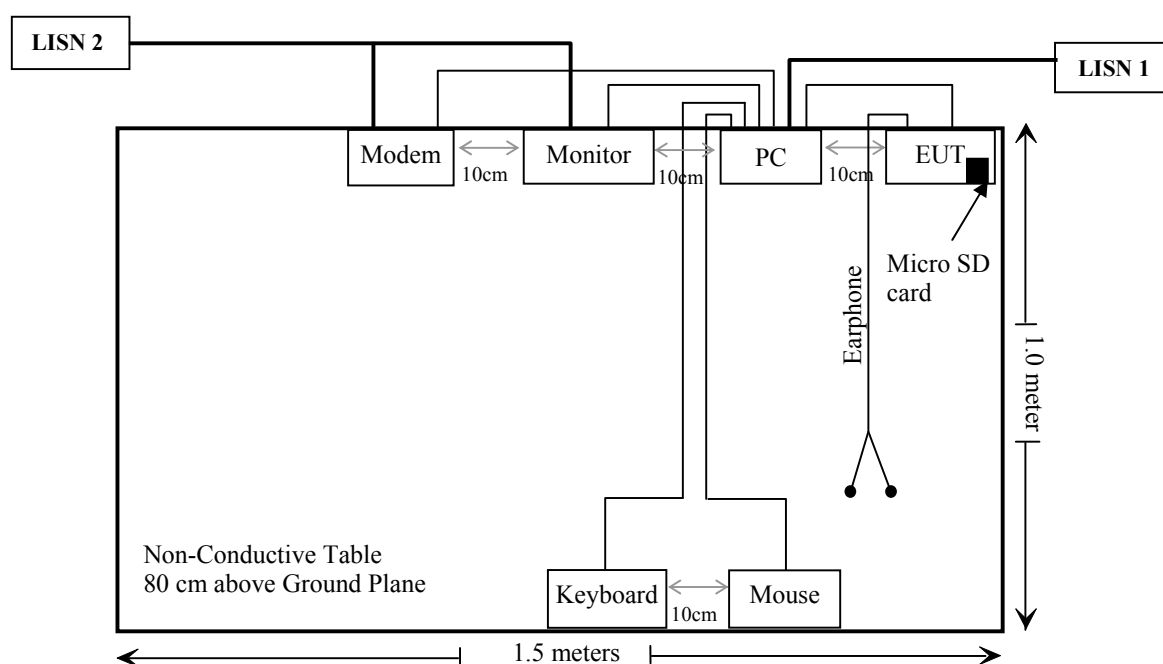 LISN 2
LISN 1
Modem
10cm
Monitor
10cm
PC
10cm
EUT
Micro SD
card
Earphone
1.0 meter
Non-Conductive Table
80 cm above Ground Plane
Keyboard
10cm
Mouse
1.5 meters